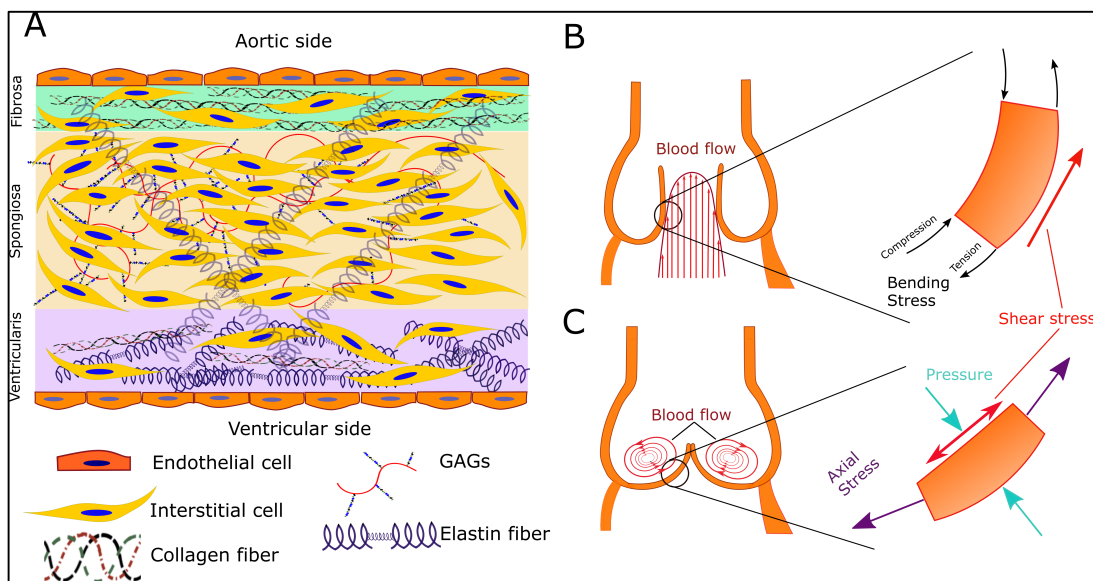 A
Aortic side
Fibrosa
Spongiosa
Ventricularis
Ventricular side
Endothelial cell
Interstitial cell
Collagen fiber
GAGs
Elastin fiber
B
Blood flow
Compression
Tension
Bending
Stress
Shear stress
C
Blood flow
Pressure
Axial
Stress